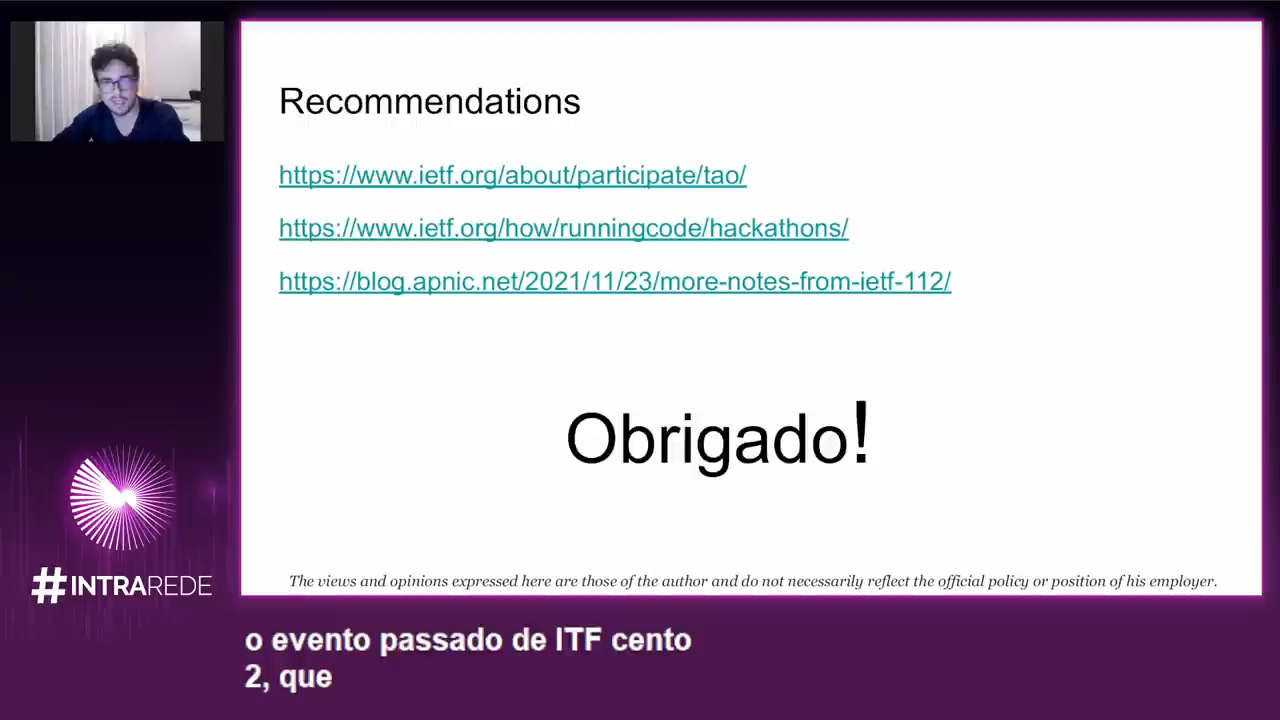 Recommendations
https://www.ietf.org/about/participate/tao/
https://www.ietf.org/how/runningcode/hackathons/
https://blog.apnic.net/2021/11/23/more-notes-from-ietf-112/
Obrigado!
The views and opinions expressed here are those of the author and do not necessarily reflect the official policy or position of his employer.
#INTRAREDE
o evento passado de ITF cento
2, que